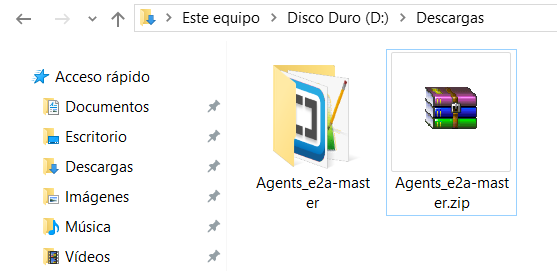 Este equipo > Disco Duro (D:) > Descargas
Acceso rápido
Documentos
Escritorio
Descargas
Imágenes
Música
Vídeos
Agents_e2a-mast
er
Agents_e2a-mast
er.zip